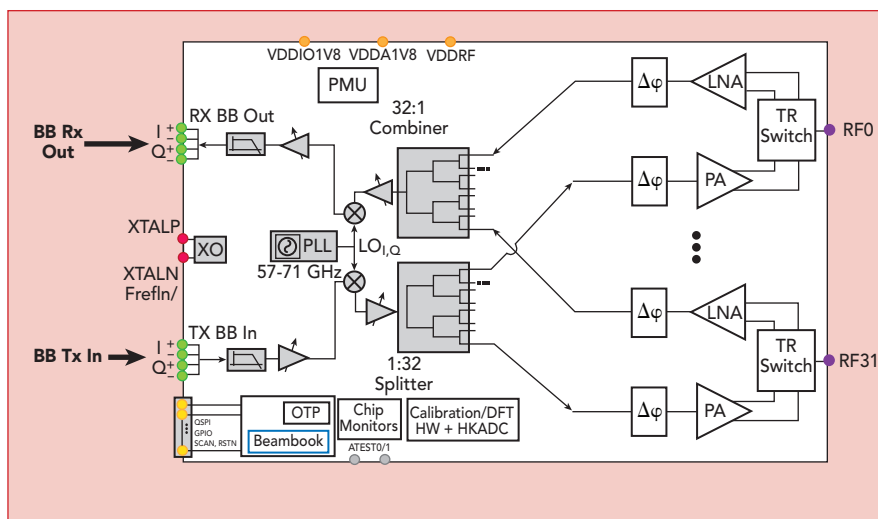 VDDIO1V8 VDDA1V8 VDDRF
PMU
RX BB Out
32:1
Combiner
Δφ
LNA
TR
Switch
RF0
BB Rx
Out
I + −
Q + −
Δφ
PA
XTALP
XO
XTALN
FrefIn/
PLL
LO I,Q
57-71 GHz
Δφ
LNA
TR
Switch
RF31
TX BB In
BB Tx In
I + −
Q + −
1:32
Splitter
Δφ
PA
QSPI
GPIO
SCAN, RSTN
OTP
Beambook
Chip
Monitors
Calibration/DFT
HW + HKADC
ATEST0/1